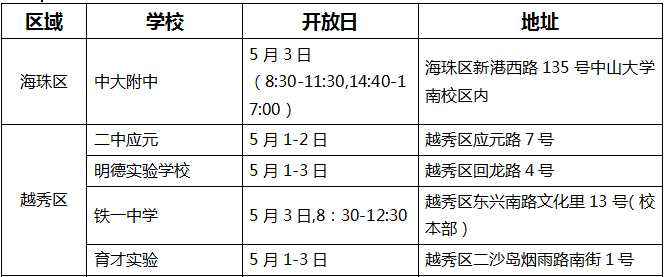 区域 学校 开放日 地址
海珠区 中大附中 5 月 3 日
（8:30-11:30,14:40-1
7:00）
海珠区新港西路 135 号中山大学
南校区内
越秀区 二中应元 5 月 1-2 日 越秀区应元路 7 号
明德实验学校 5 月 1-3 日 越秀区回龙路 4 号
铁一中学 5 月 3 日,8：30-12:30 越秀区东兴南路文化里 13 号(校
本部）
育才实验 5 月 1-3 日 越秀区二沙岛烟雨路南街 1 号